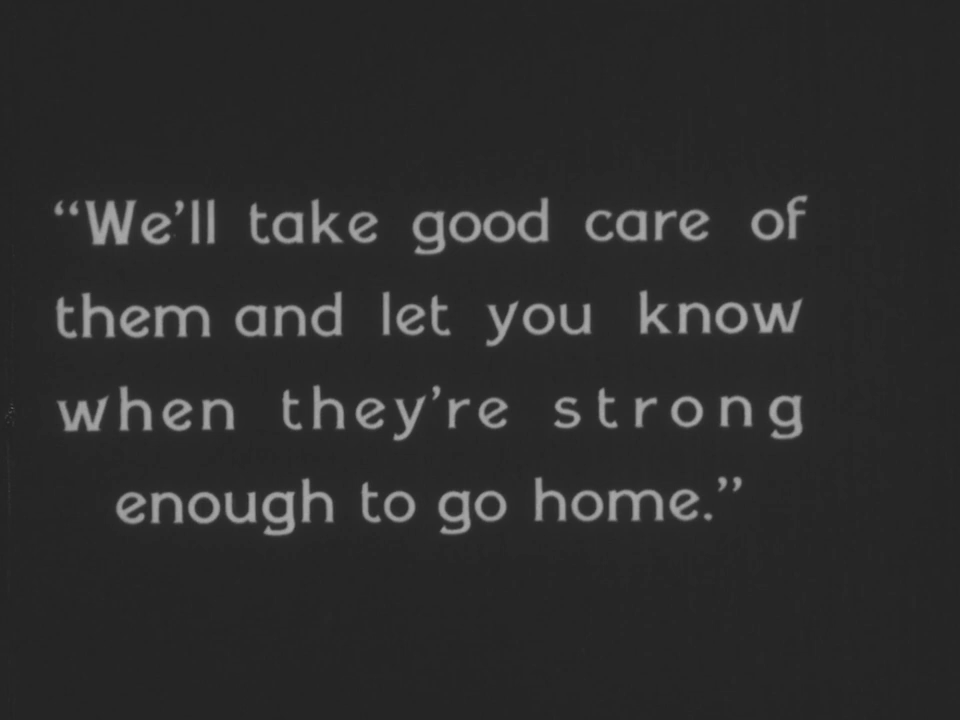 “We’ll take good care of
them and let you know
when they’re strong
enough to go home.”